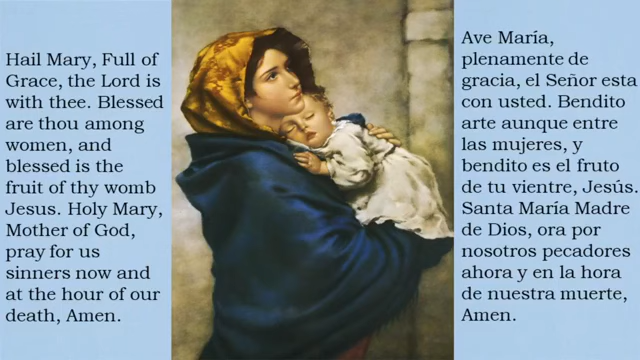 Hail Mary, Full of
Grace, the Lord is
with thee. Blessed
are thou among
women, and
blessed is the
fruit of thy womb
Jesus. Holy Mary,
Mother of God,
pray for us
sinners now and
at the hour of our
death, Amen.
Ave María,
plenamente de
gracia, el Señor esta
con usted. Bendito
arte aunque entre
las mujeres, y
bendito es el fruto
de tu vientre, Jesús.
Santa María Madre
de Dios, ora por
nosotros pecadores
ahora y en la hora
de nuestra muerte,
Amen.